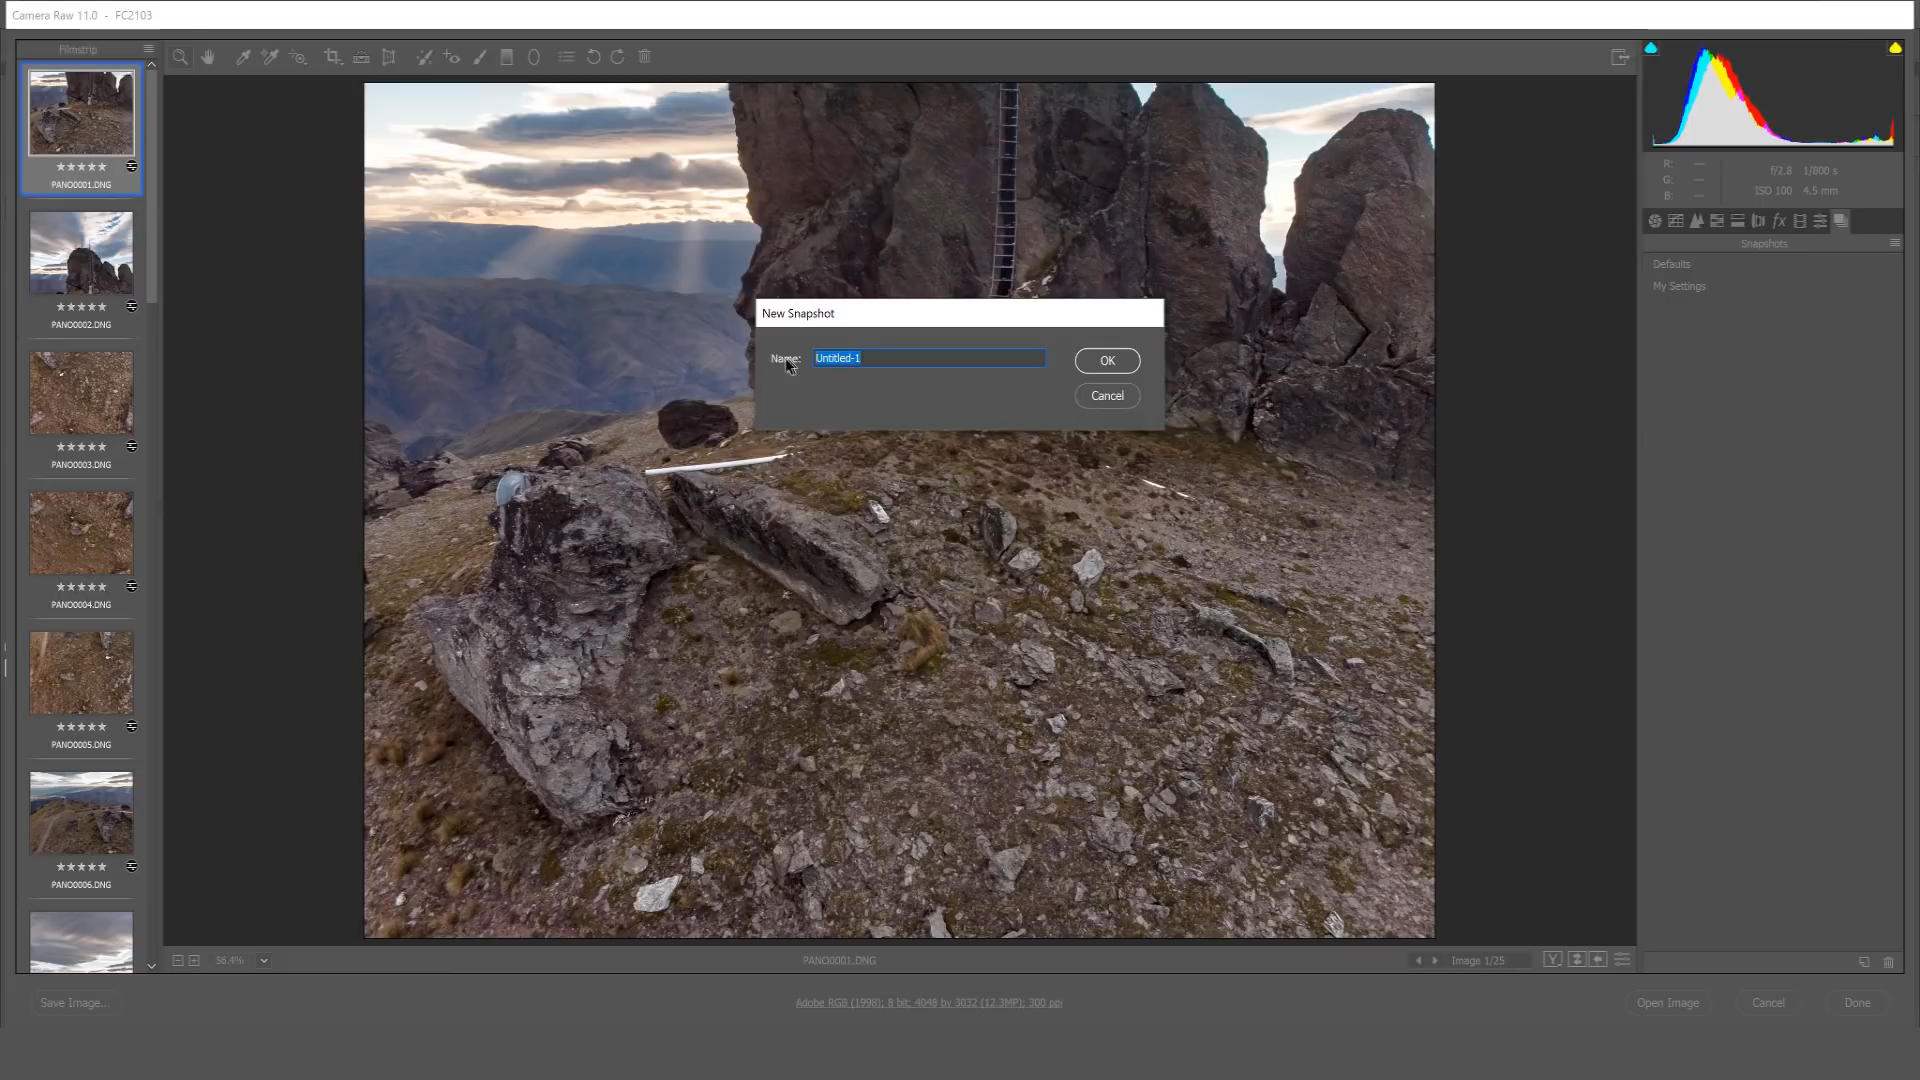 Camera Raw 11.0 - FC2103
Filmstrip
PANO0001.DNG
PANO0002.DNG
PANO0003.DNG
PANO0004.DNG
PANO0005.DNG
PANO0006.DNG
New Snapshot
Name: Untitled-1
OK
Cancel
R: ---
G: ---
B: ---
f/2.8 1/800 s
ISO 100 4.5 mm
fx
Snapshots
Defaults
My Settings
56.4%
PANO0001.DNG
Image 1/25
Y
Save Image...
Adobe RGB (1998); 8 bit; 4048 by 3032 (12.3MP); 300 ppi
Open Image
Cancel
Done